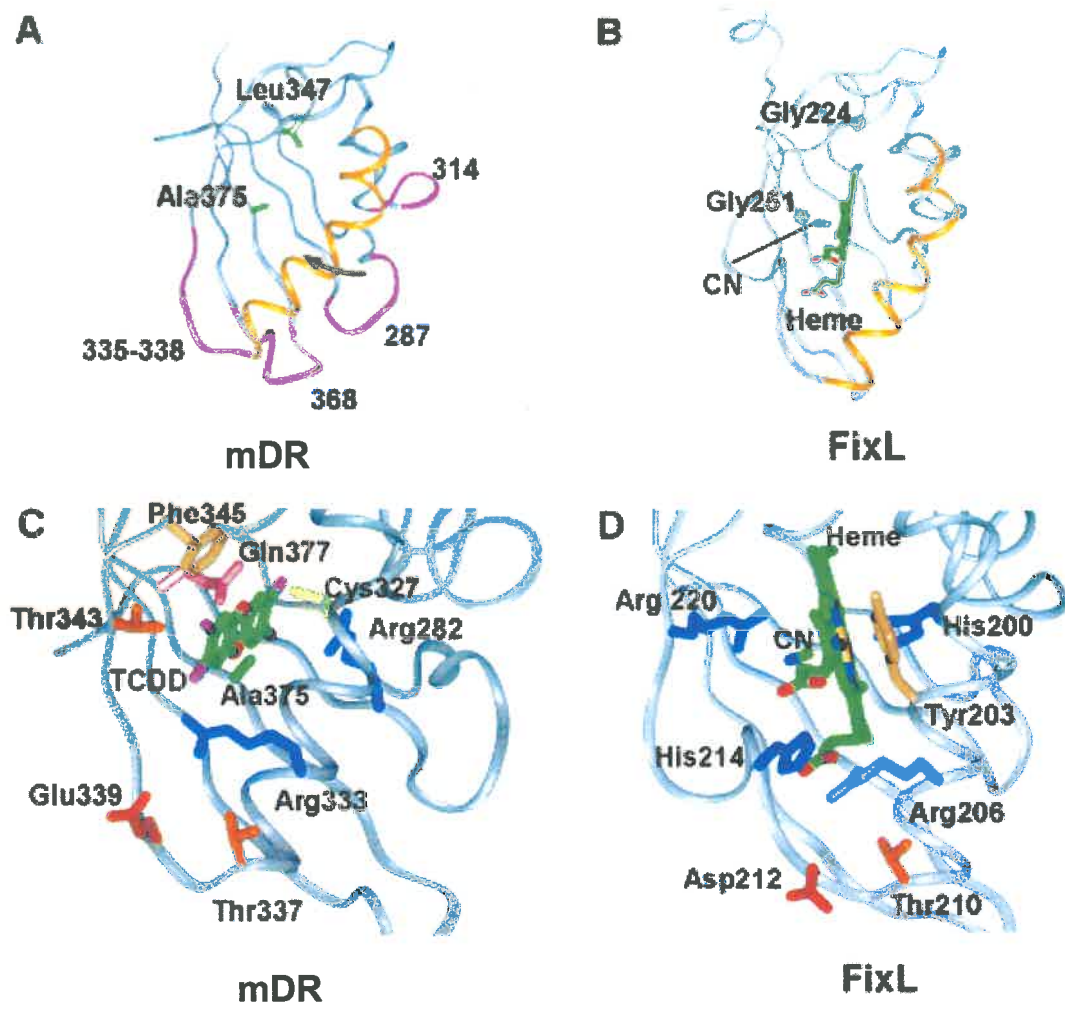 A
B
Leu347
Gly224
314
Ala375
Gly251
CN
Heme
335-338
287
368
mDR
FixL
C
D
Phe345
Heme
Gln377
Cys327
Arg 220
Thr343
Arg282
CN
His200
TCDD
Ala375
Tyr203
His214
Glu339
Arg333
Arg206
Asp212
Thr210
Thr337
mDR
FixL